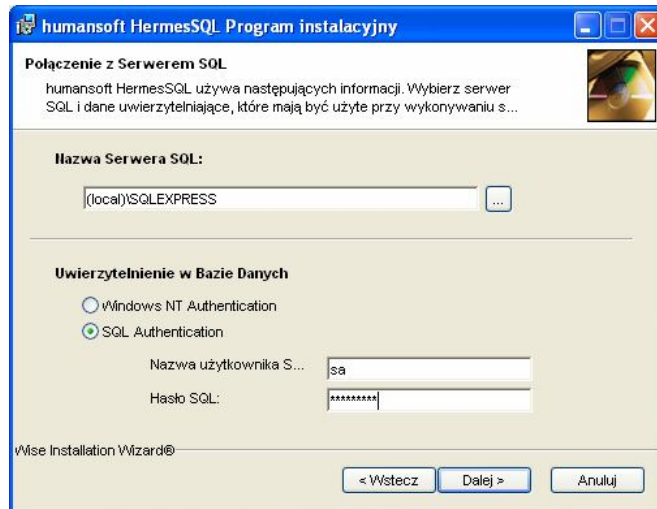 humansoft HermesSQL Program instalacyjny
Połączenie z Serwerem SQL
humansoft HermesSQL używa następujących informacji. Wybierz serwer
SQL i dane uwierzytelniające, które mają być użyte przy wykonywaniu s...
Nazwa Serwera SQL:
(local)\SQLEXPRESS
...
Uwierzytelnienie w Bazie Danych
Windows NT Authentication
SQL Authentication
Nazwa użytkownika S...
sa
Hasło SQL:
*********
Wise Installation Wizard®
< Wstecz
Dalej >
Anuluj